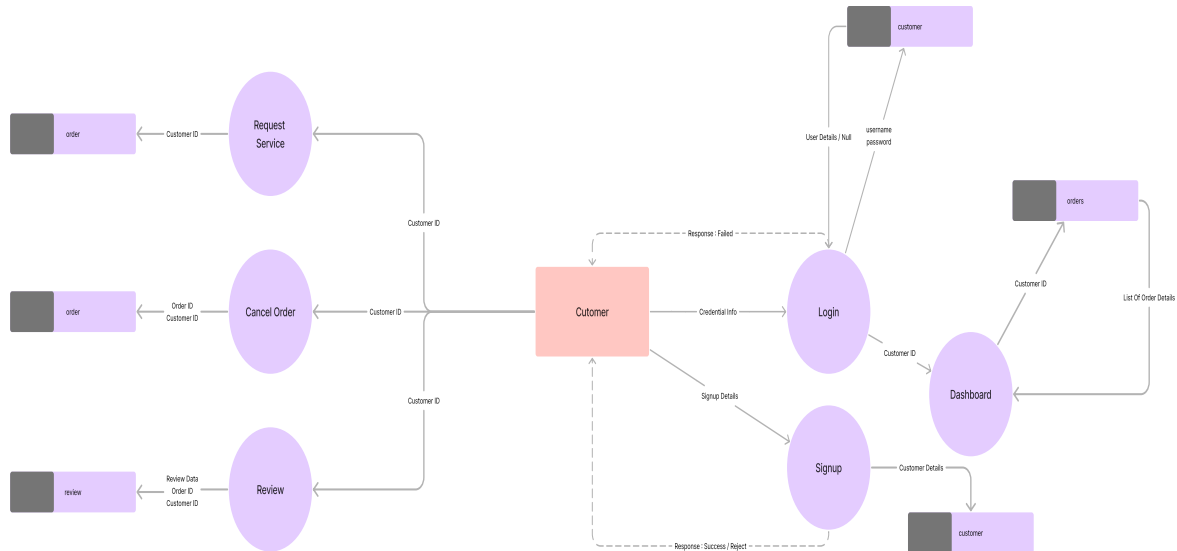 customer
Request
Service
order
Customer ID
User Details / Null
username
password
orders
Customer ID
Response : Failed
Customer ID
List Of Order Details
order
Order ID
Customer ID
Cancel Order
Customer ID
Cutomer
Credential Info
Login
Customer ID
Dashboard
Customer ID
Signup Details
Signup
Customer Details
review
Review Data
Order ID
Customer ID
Review
customer
Response : Success / Reject